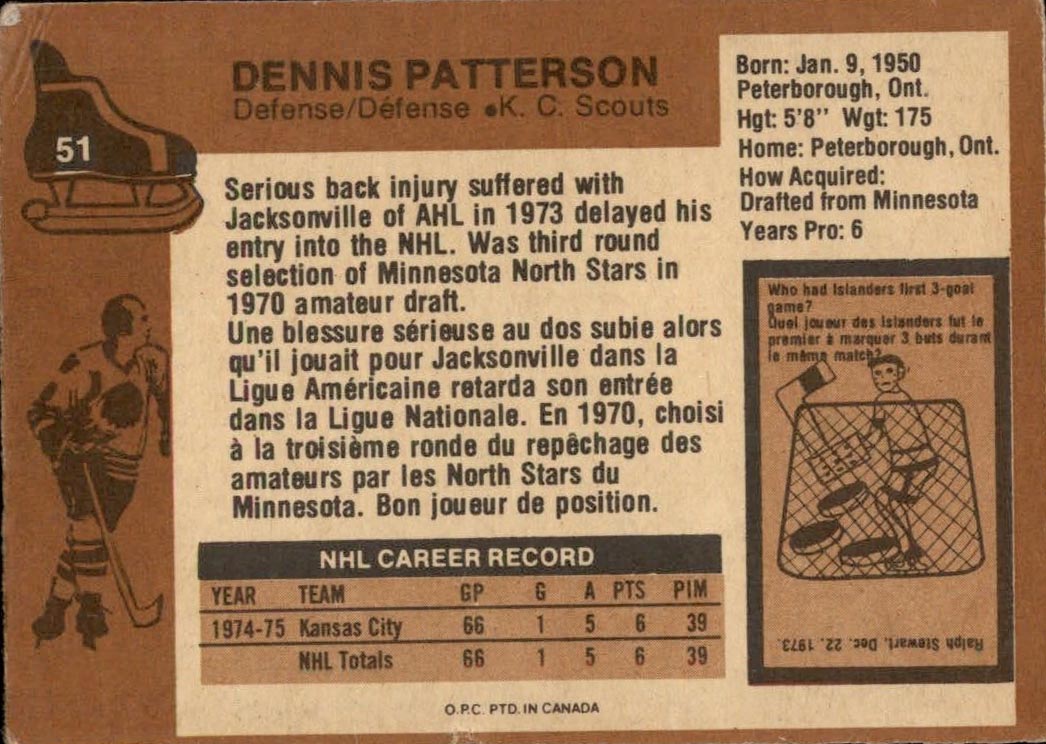 51
DENNIS PATTERSON
Defense/Défense •K. C. Scouts
Born: Jan. 9, 1950
Peterborough, Ont.
Hgt: 5'8" Wgt: 175
Home: Peterborough, Ont.
How Acquired:
Drafted from Minnesota
Years Pro: 6
Serious back injury suffered with
Jacksonville of AHL in 1973 delayed his
entry into the NHL. Was third round
selection of Minnesota North Stars in
1970 amateur draft.
Une blessure sérieuse au dos subie alors
qu'il jouait pour Jacksonville dans la
Ligue Américaine retarda son entrée
dans la Ligue Nationale. En 1970, choisi
à la troisième ronde du repêchage des
amateurs par les North Stars du
Minnesota. Bon joueur de position.
Who had Islanders first 3-goal
game?
Quel joueur des Islanders fut le
premier à marquer 3 buts durant
le même match?
Ralph Stewart, Dec. 22, 1973.
NHL CAREER RECORD
YEAR TEAM GP G A PTS PIM
1974-75 Kansas City 66 1 5 6 39
NHL Totals 66 1 5 6 39
O.P.C. PTD. IN CANADA